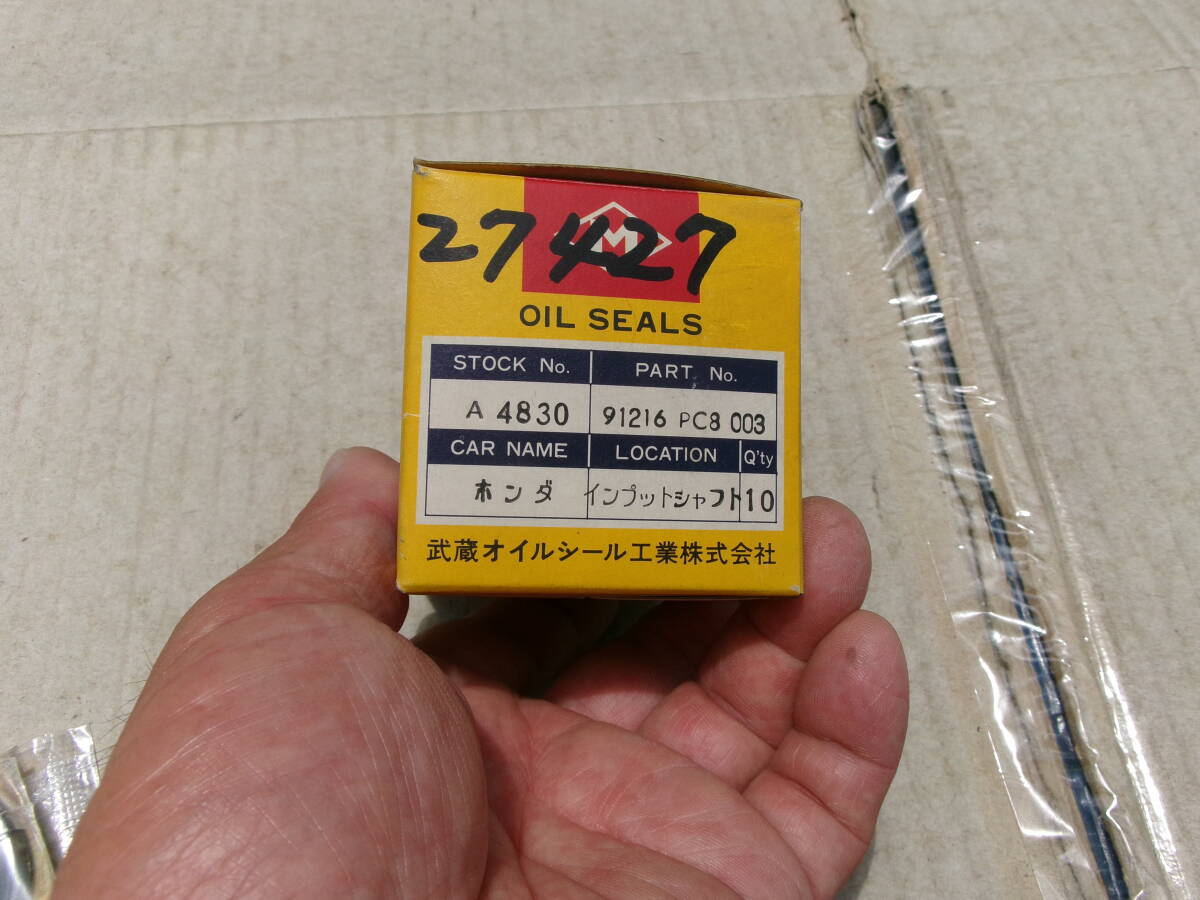 27427
M
OIL SEALS
STOCK No. PART No.
A 4830 91216 PC8 003
CAR NAME LOCATION Q'ty
ホンダ インプットシャフト 10
武蔵オイルシール工業株式会社